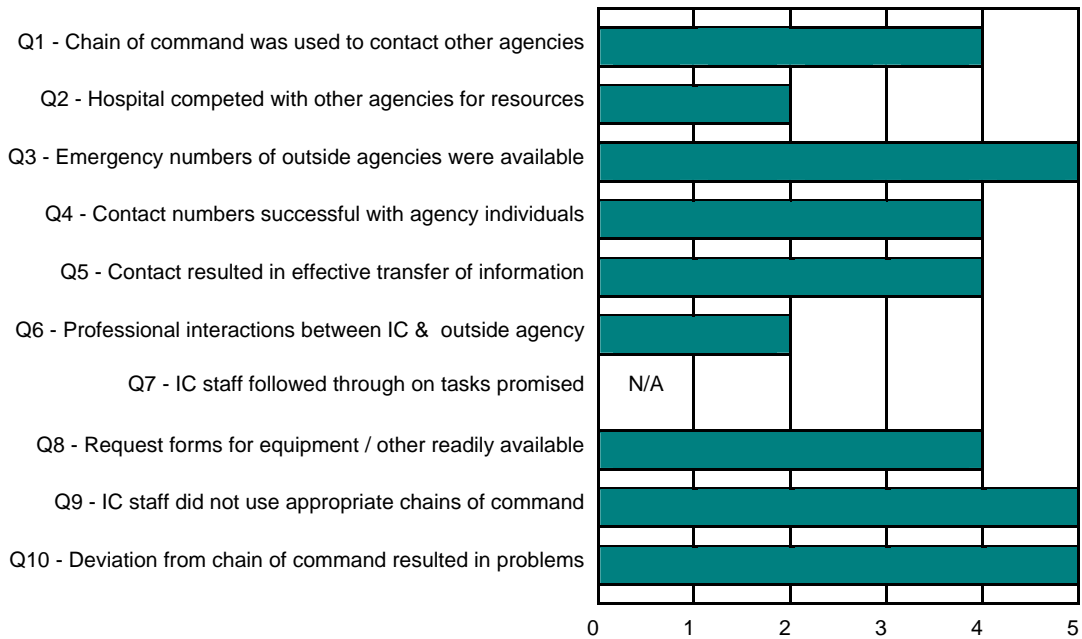 Q1 - Chain of command was used to contact other agencies
Q2 - Hospital competed with other agencies for resources
Q3 - Emergency numbers of outside agencies were available
Q4 - Contact numbers successful with agency individuals
Q5 - Contact resulted in effective transfer of information
Q6 - Professional interactions between IC & outside agency
Q7 - IC staff followed through on tasks promised
N/A
Q8 - Request forms for equipment / other readily available
Q9 - IC staff did not use appropriate chains of command
Q10 - Deviation from chain of command resulted in problems
0 1 2 3 4 5